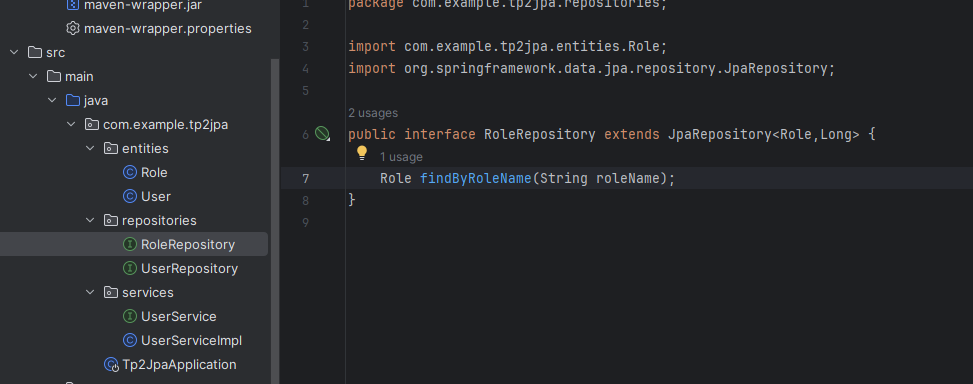 maven-wrapper.jar
maven-wrapper.properties
src
main
java
com.example.tp2jpa
entities
Role
User
repositories
RoleRepository
UserRepository
services
UserService
UserServiceImpl
Tp2JpaApplication
1 package com.example.tp2jpa.repositories;
2
3 import com.example.tp2jpa.entities.Role;
4 import org.springframework.data.jpa.repository.JpaRepository;
5
2 usages
6 public interface RoleRepository extends JpaRepository<Role,Long> {
1 usage
7 Role findByRoleName(String roleName);
8 }
9